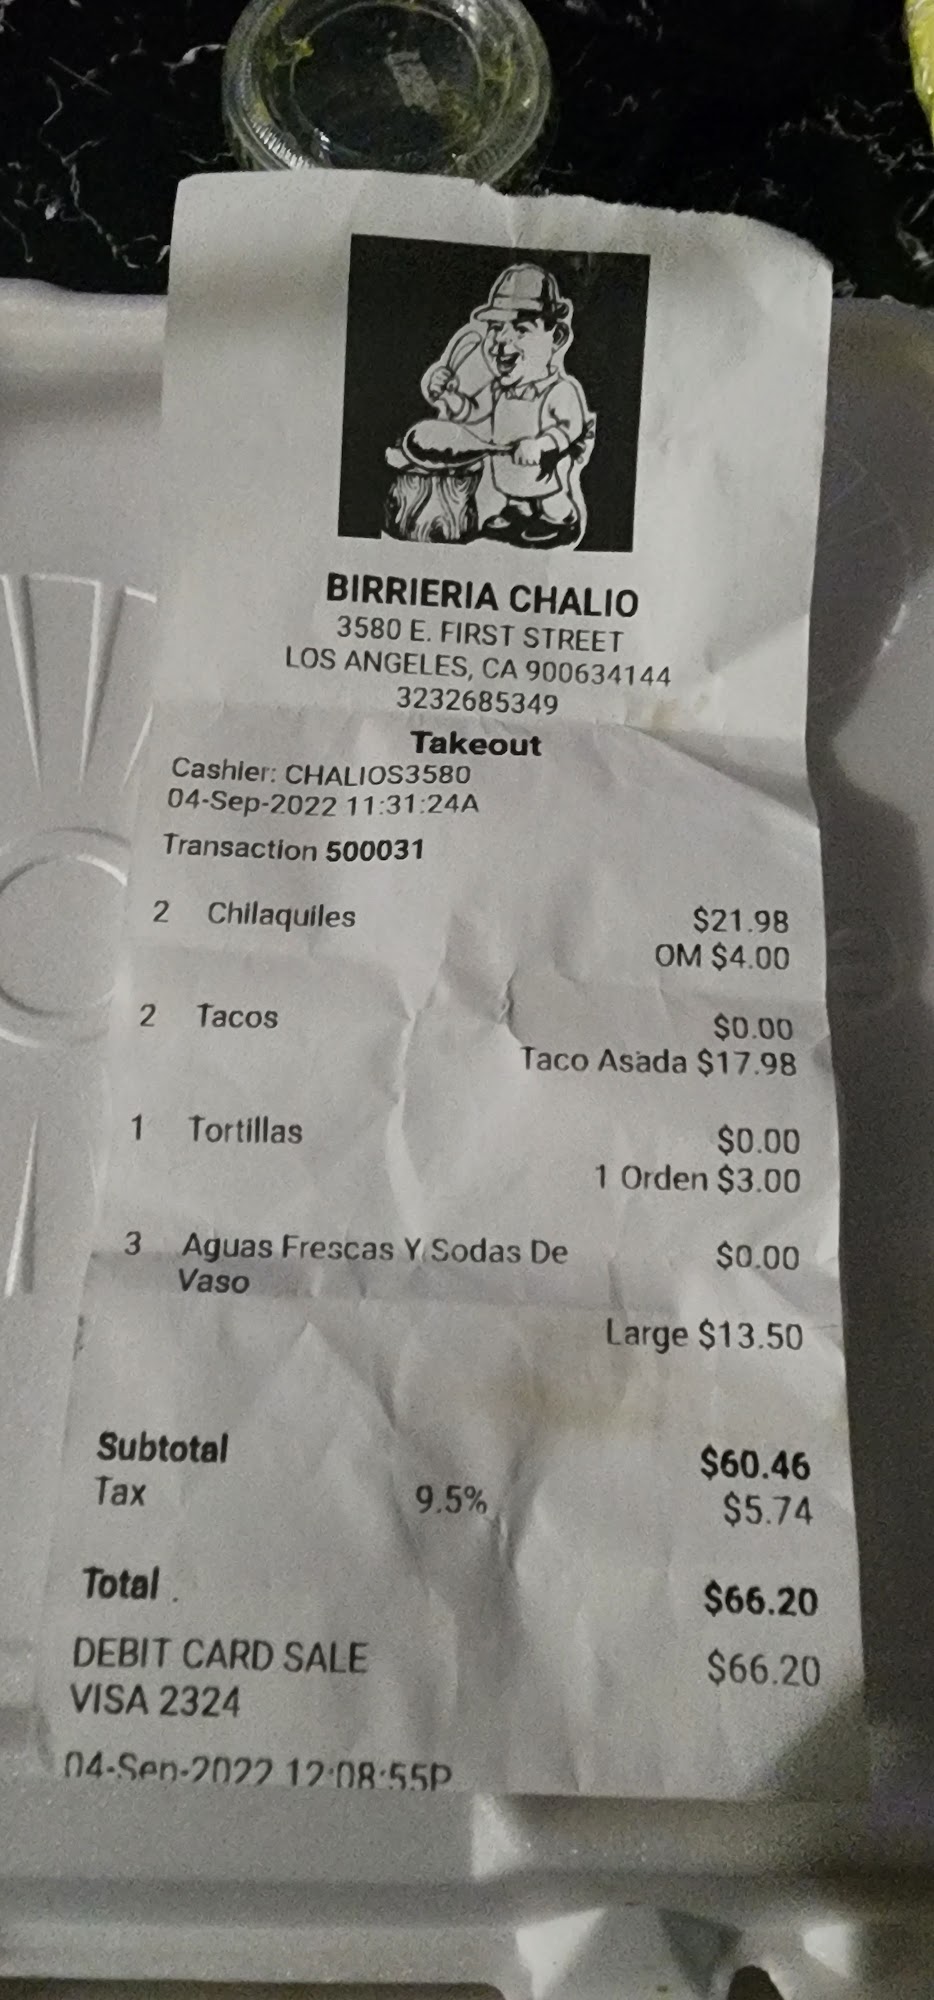 BIRRIERIA CHALIO
3580 E. FIRST STREET
LOS ANGELES, CA 900634144
3232685349
Takeout
Cashier: CHALIOS3580
04-Sep-2022 11:31:24A
Transaction 500031
2 Chilaquiles $21.98
OM $4.00
2 Tacos $0.00
Taco Asada $17.98
1 Tortillas $0.00
1 Orden $3.00
3 Aguas Frescas Y Sodas De $0.00
Vaso
Large $13.50
Subtotal $60.46
Tax 9.5% $5.74
Total $66.20
DEBIT CARD SALE $66.20
VISA 2324
04-Sep-2022 12:08:55P